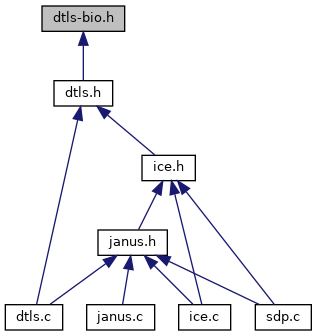 dtls-bio.h
dtls.h
ice.h
janus.h
dtls.c
janus.c
ice.c
sdp.c